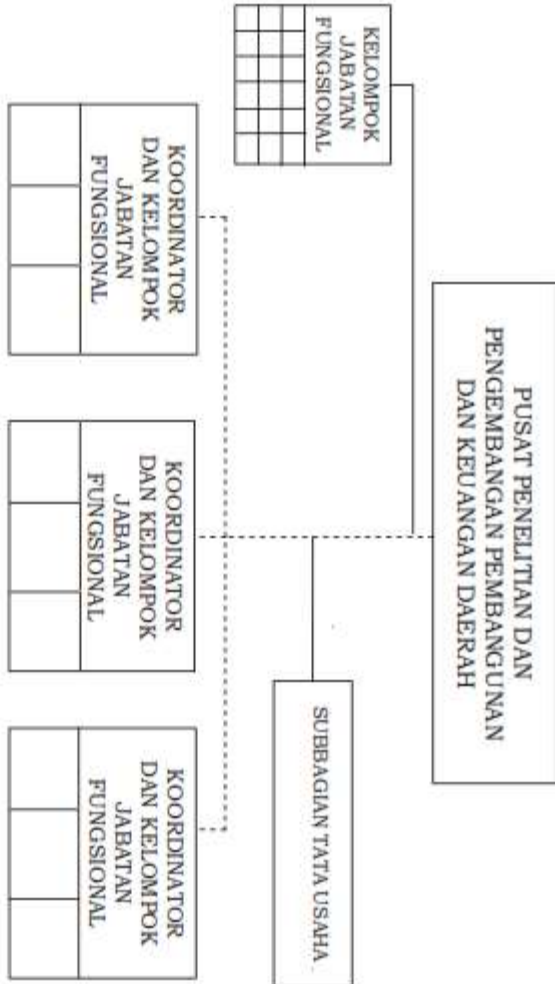 PUSAT PENELITIAN DAN
PENGEMBANGAN PEMBANGUNAN
DAN KEUANGAN DAERAH
KELOMPOK
JABATAN
FUNGSIONAL
SUBBAGIAN TATA USAHA
KOORDINATOR
DAN KELOMPOK
JABATAN
FUNGSIONAL
KOORDINATOR
DAN KELOMPOK
JABATAN
FUNGSIONAL
KOORDINATOR
DAN KELOMPOK
JABATAN
FUNGSIONAL